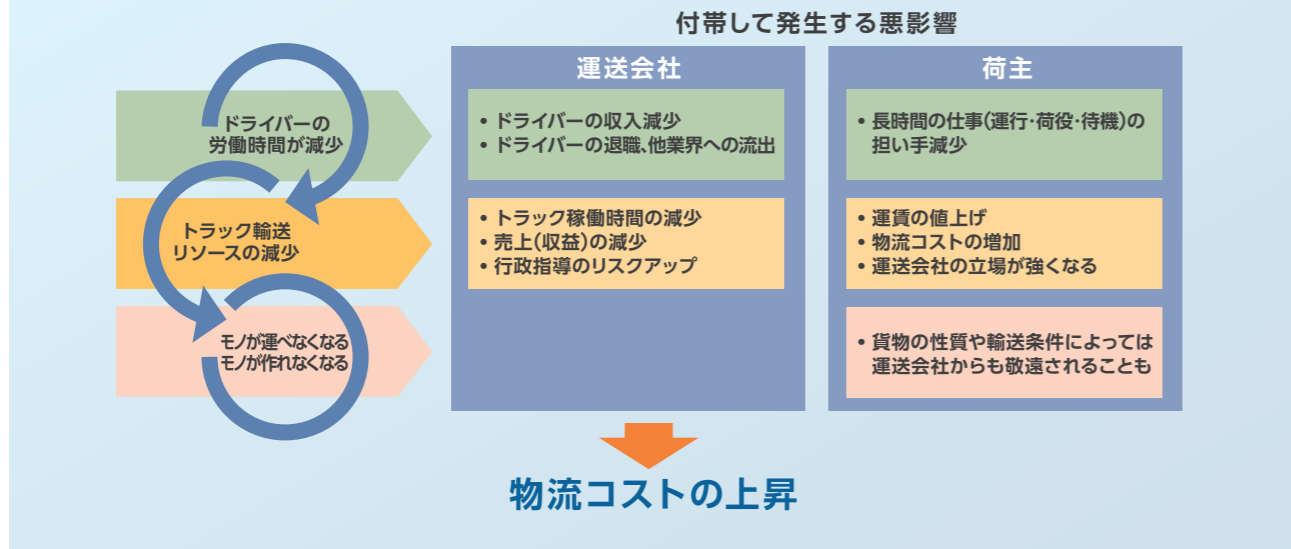 付帯して発生する悪影響
運送会社
荷主
ドライバーの
労働時間が減少
• ドライバーの収入減少
• ドライバーの退職、他業界への流出
• 長時間の仕事(運行・荷役・待機)の
担い手減少
トラック輸送
リソースの減少
• トラック稼働時間の減少
• 売上(収益)の減少
• 行政指導のリスクアップ
• 運賃の値上げ
• 物流コストの増加
• 運送会社の立場が強くなる
モノが運べなくなる
モノが作れなくなる
• 貨物の性質や輸送条件によっては
運送会社からも敬遠されることも
物流コストの上昇